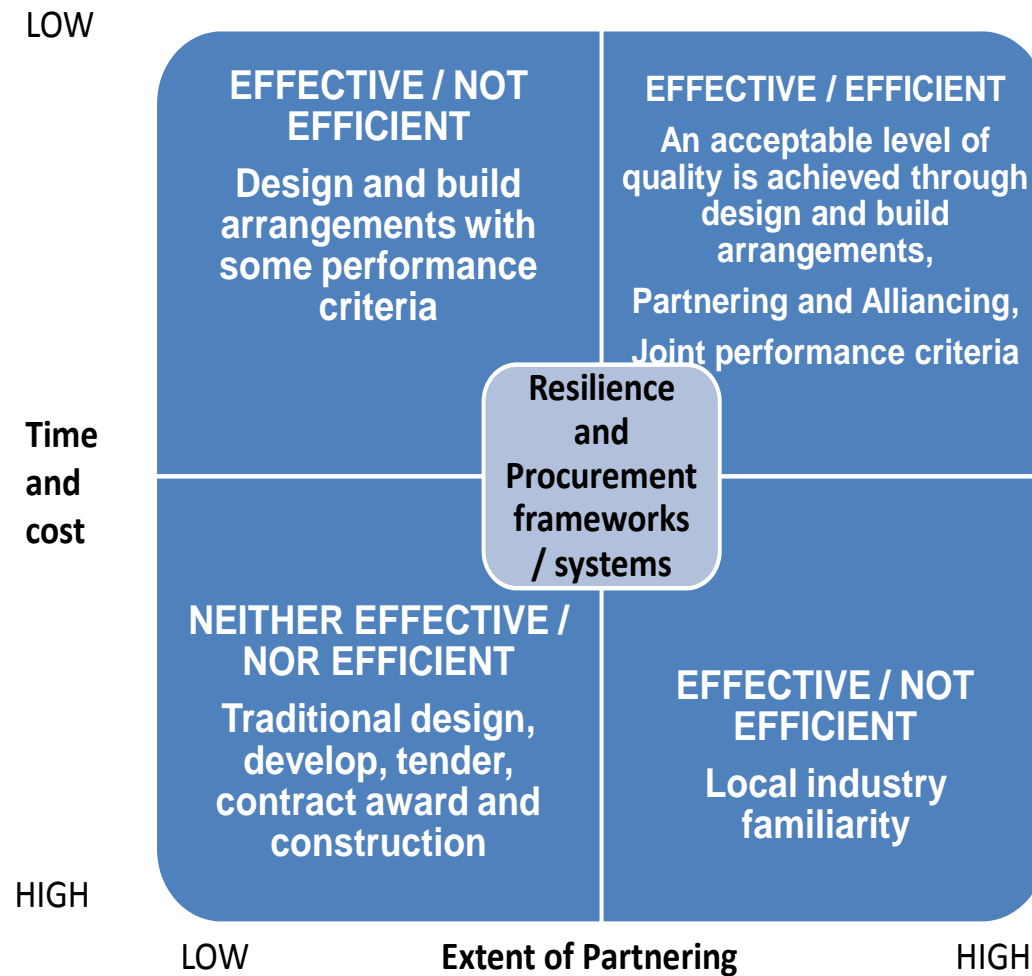 LOW
EFFECTIVE / NOT
EFFICIENT
Design and build
arrangements with
some performance
criteria
EFFECTIVE / EFFICIENT
An acceptable level of
quality is achieved through
design and build
arrangements,
Partnering and Alliancing,
Joint performance criteria
Time
and
cost
Resilience
and
Procurement
frameworks
/ systems
NEITHER EFFECTIVE /
NOR EFFICIENT
Traditional design,
develop, tender,
contract award and
construction
EFFECTIVE / NOT
EFFICIENT
Local industry
familiarity
HIGH
LOW
Extent of Partnering
HIGH